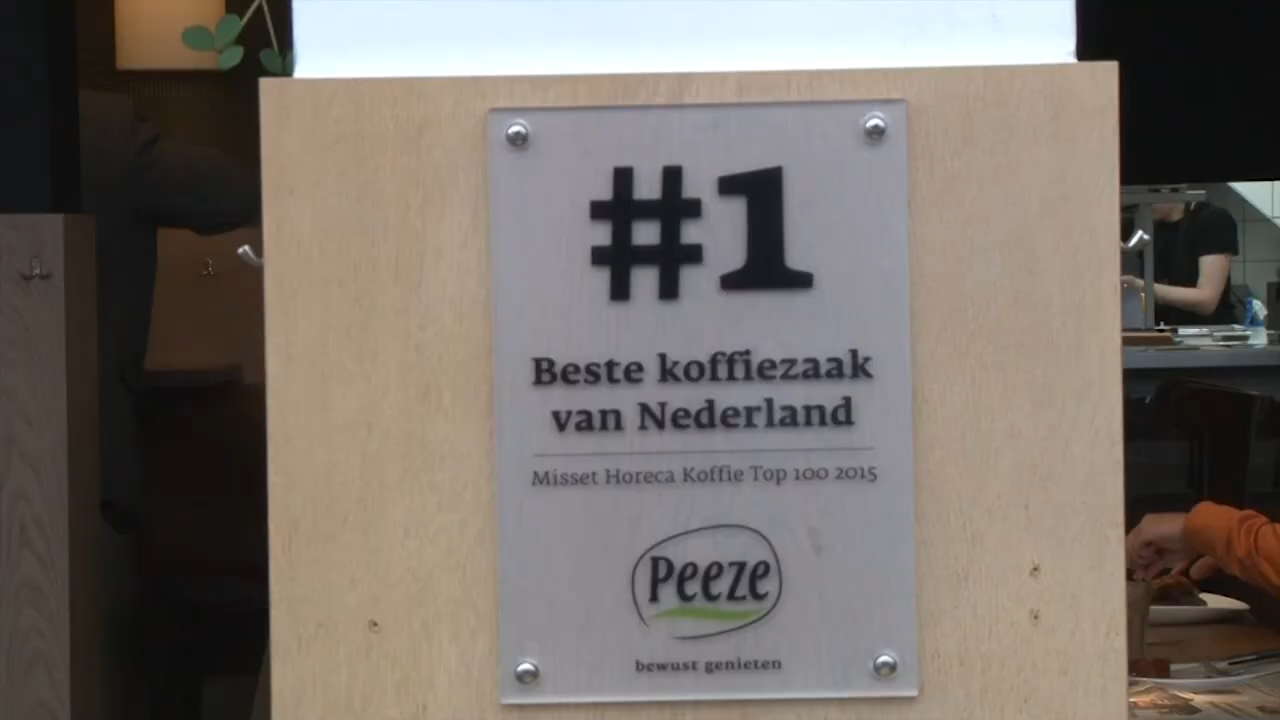 #1
Beste koffiezaak
van Nederland
Misset Horeca Koffie Top 100 2015
Peeze
bewust genieten